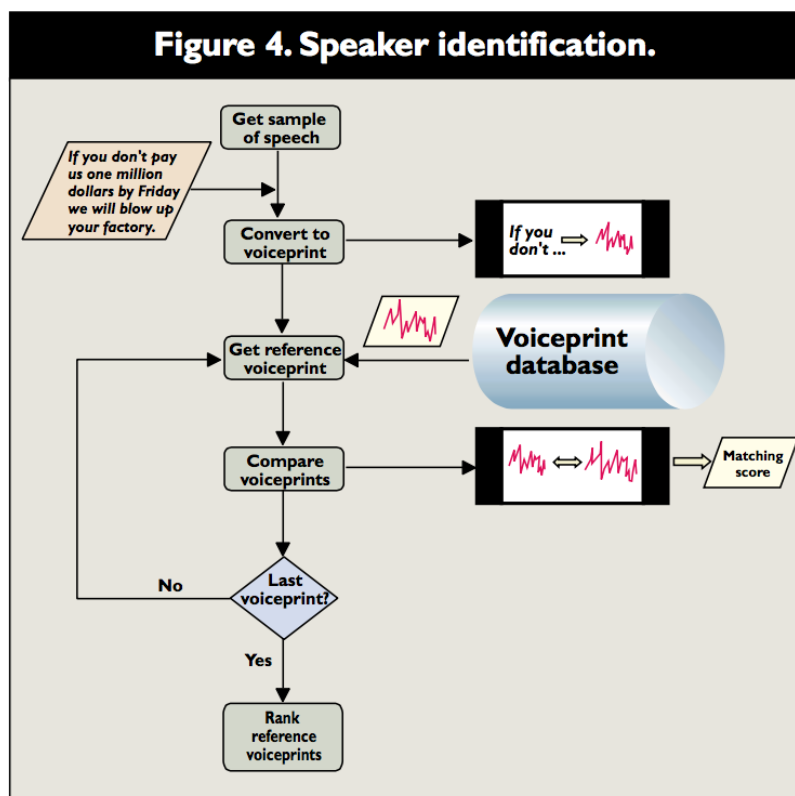 Figure 4. Speaker identification.
Get sample
of speech
If you don't pay
us one million
dollars by Friday
we will blow up
your factory.
Convert to
voiceprint
If you
don't ...
Get reference
voiceprint
Voiceprint
database
Compare
voiceprints
Matching
score
No
Last
voiceprint?
Yes
Rank
reference
voiceprints